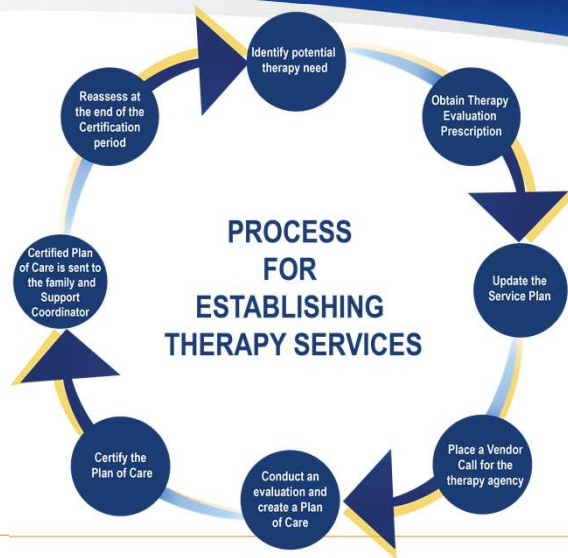 PROCESS
FOR
ESTABLISHING
THERAPY SERVICES
Identify potential
therapy need
Obtain Therapy
Evaluation
Prescription
Update the
Service Plan
Place a Vendor
Call for the
therapy agency
Conduct an
evaluation and
create a Plan
of Care
Certify the
Plan of Care
Certified Plan
of Care is sent to
the family and
Support
Coordinator
Reassess at
the end of the
Certification
period